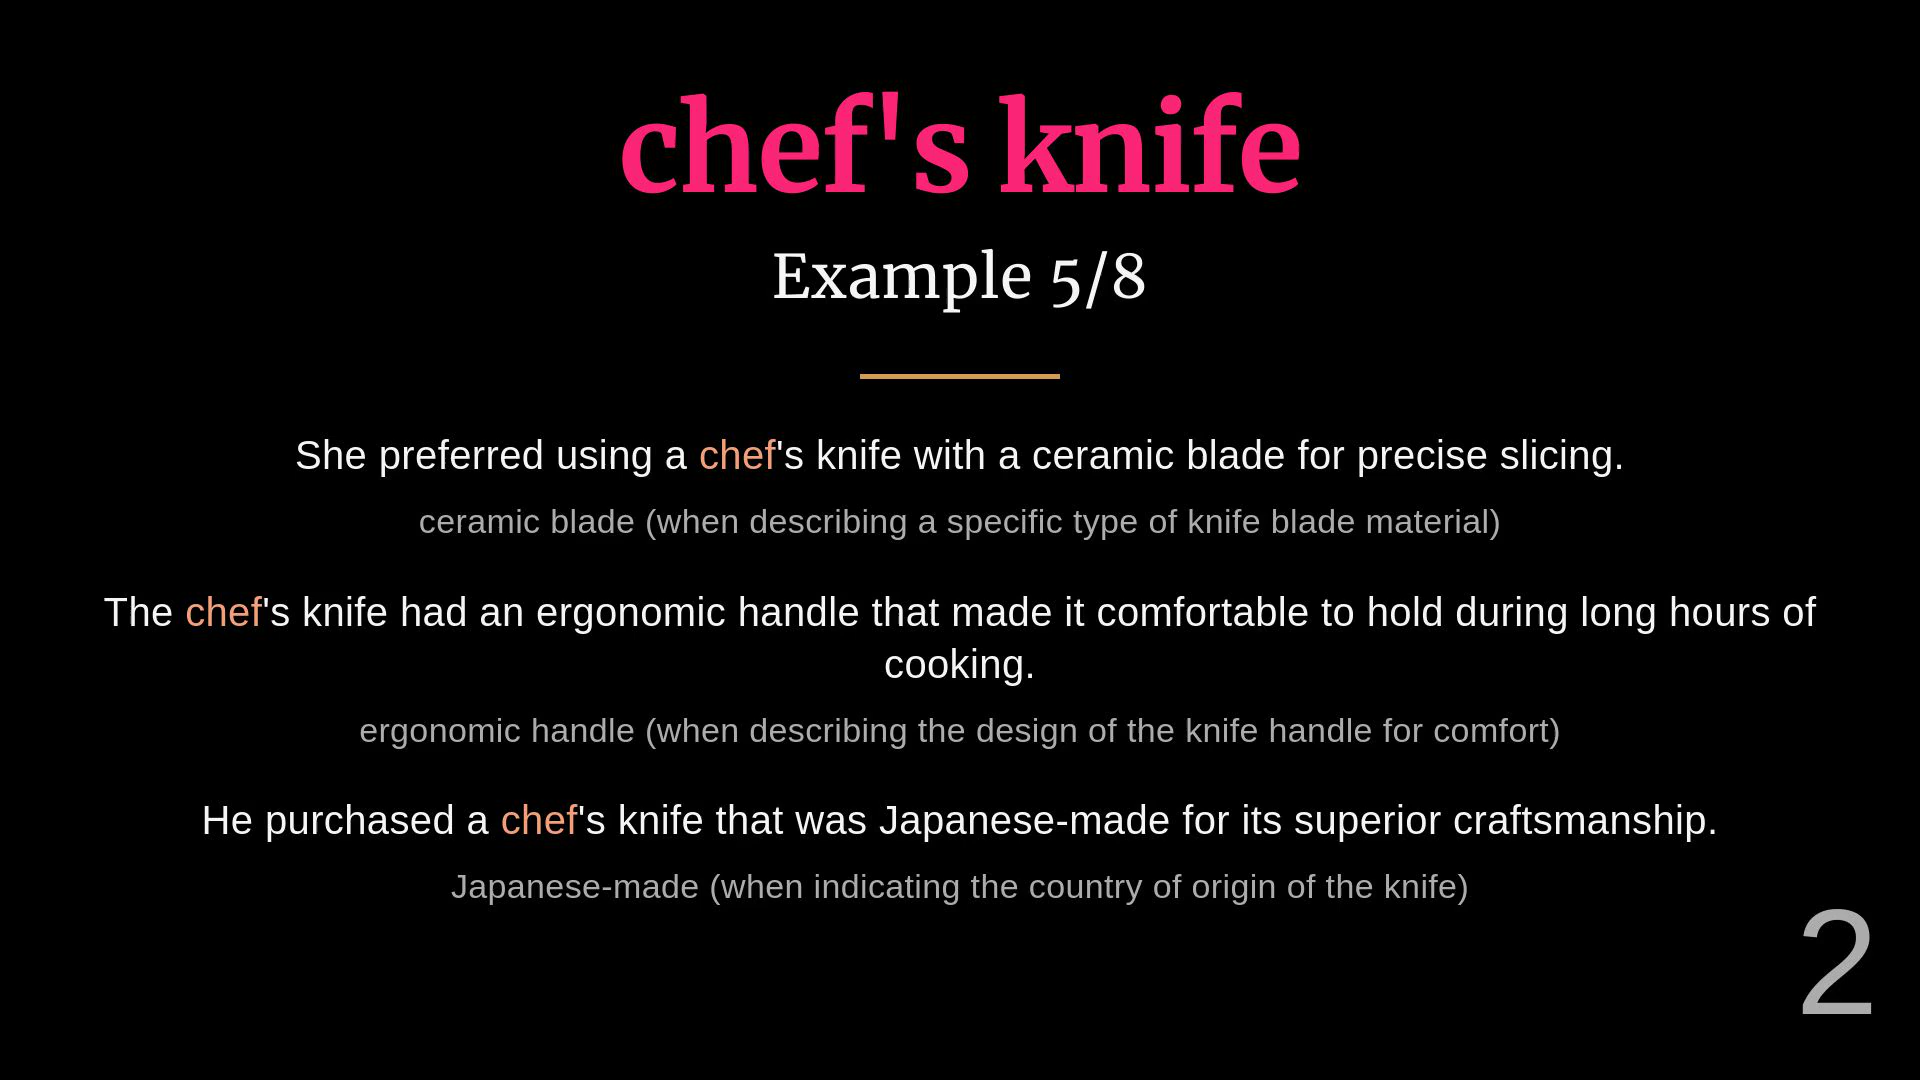 chef's knife
Example 5/8
She preferred using a chef's knife with a ceramic blade for precise slicing.
ceramic blade (when describing a specific type of knife blade material)
The chef's knife had an ergonomic handle that made it comfortable to hold during long hours of
cooking.
ergonomic handle (when describing the design of the knife handle for comfort)
He purchased a chef's knife that was Japanese-made for its superior craftsmanship.
Japanese-made (when indicating the country of origin of the knife)
2